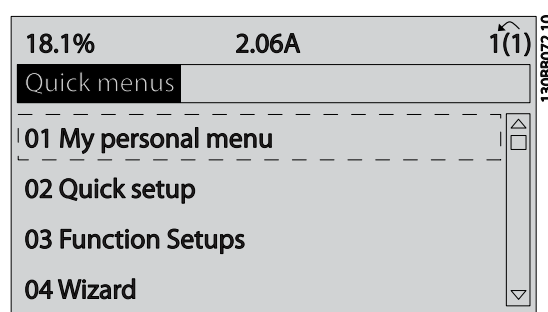 18.1% 2.06A 1(1)
Quick menus
01 My personal menu
02 Quick setup
03 Function Setups
04 Wizard
130BB072.10